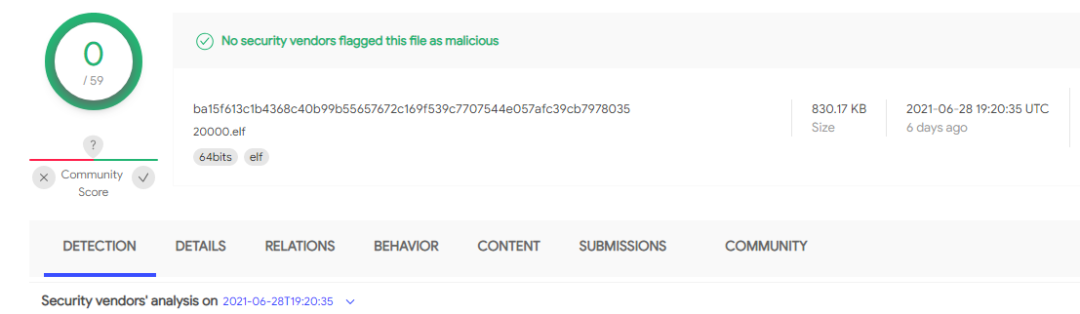 0
/ 59
?
Community
Score
No security vendors flagged this file as malicious
ba15f613c1b4368c40b99b55657672c169f539c7707544e057afc39cb7978035
20000.elf
64bits elf
830.17 KB
Size
2021-06-28 19:20:35 UTC
6 days ago
DETECTION DETAILS RELATIONS BEHAVIOR CONTENT SUBMISSIONS COMMUNITY
Security vendors' analysis on 2021-06-28T19:20:35